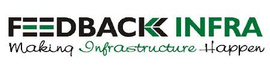 FEEDBACK INFRA
Making Infrastructure Happen